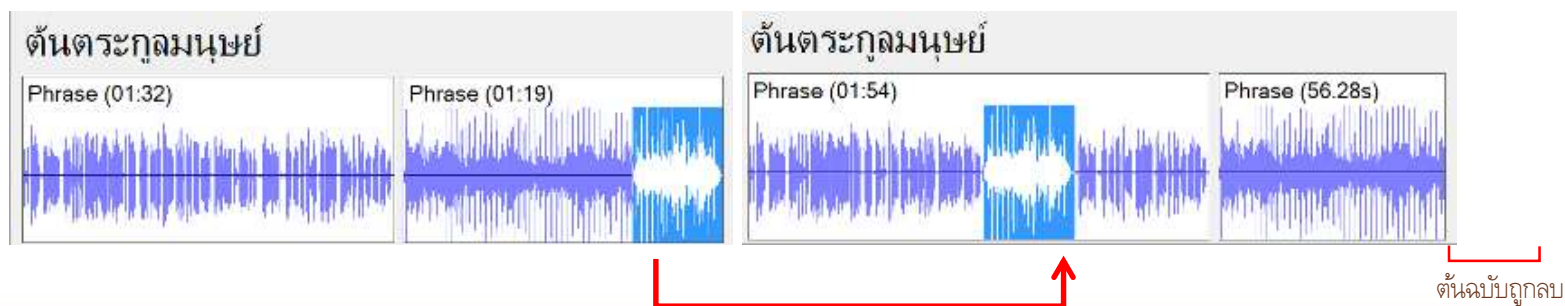 ต้นตระกูลมนุษย์
Phrase (01:32)
Phrase (01:19)
ต้นตระกูลมนุษย์
Phrase (01:54)
Phrase (56.28s)
ต้นฉบับถูกลบ